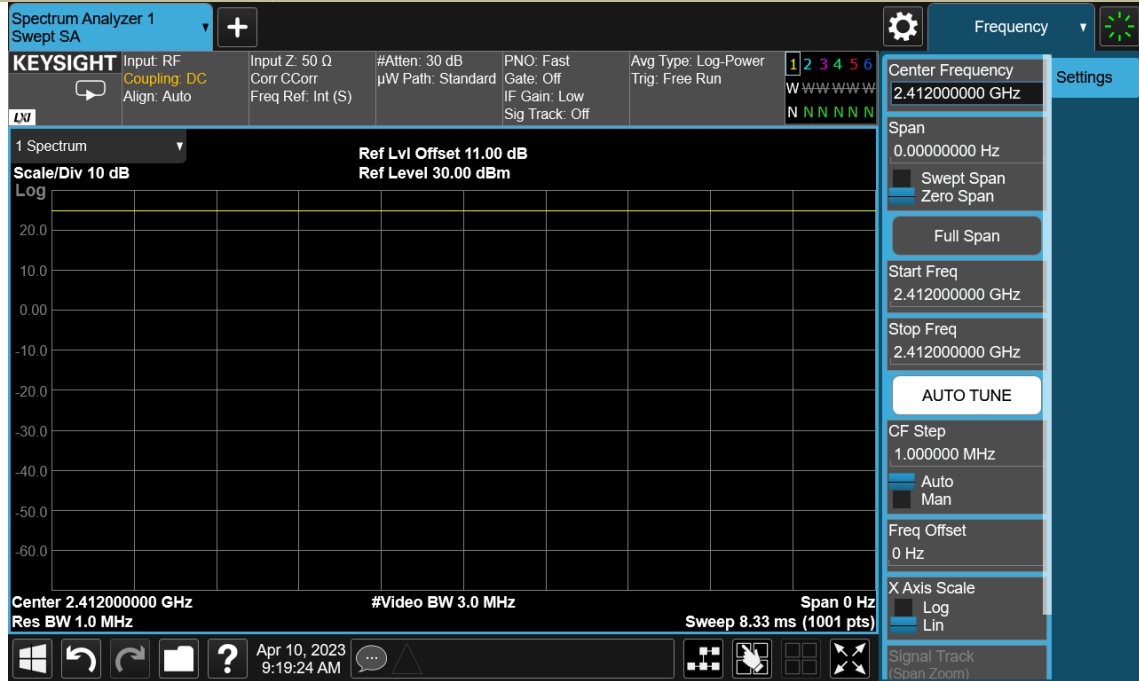 Spectrum Analyzer 1
Swept SA
Frequency
KEYSIGHT
LXI
Input: RF
Coupling: DC
Align: Auto
Input Z: 50 Ω
Corr CCorr
Freq Ref: Int (S)
#Atten: 30 dB
µW Path: Standard
PNO: Fast
Gate: Off
IF Gain: Low
Sig Track: Off
Avg Type: Log-Power
Trig: Free Run
1 2 3 4 5 6
W W W W W W
N N N N N N
1 Spectrum
Scale/Div 10 dB
Log
Ref Lvl Offset 11.00 dB
Ref Level 30.00 dBm
20.0
10.0
0.00
-10.0
-20.0
-30.0
-40.0
-50.0
-60.0
Center 2.412000000 GHz
Res BW 1.0 MHz
#Video BW 3.0 MHz
Span 0 Hz
Sweep 8.33 ms (1001 pts)
Apr 10, 2023
9:19:24 AM
Center Frequency
2.412000000 GHz
Settings
Span
0.00000000 Hz
Swept Span
Zero Span
Full Span
Start Freq
2.412000000 GHz
Stop Freq
2.412000000 GHz
AUTO TUNE
CF Step
1.000000 MHz
Auto
Man
Freq Offset
0 Hz
X Axis Scale
Log
Lin
Signal Track
(Span Zoom)